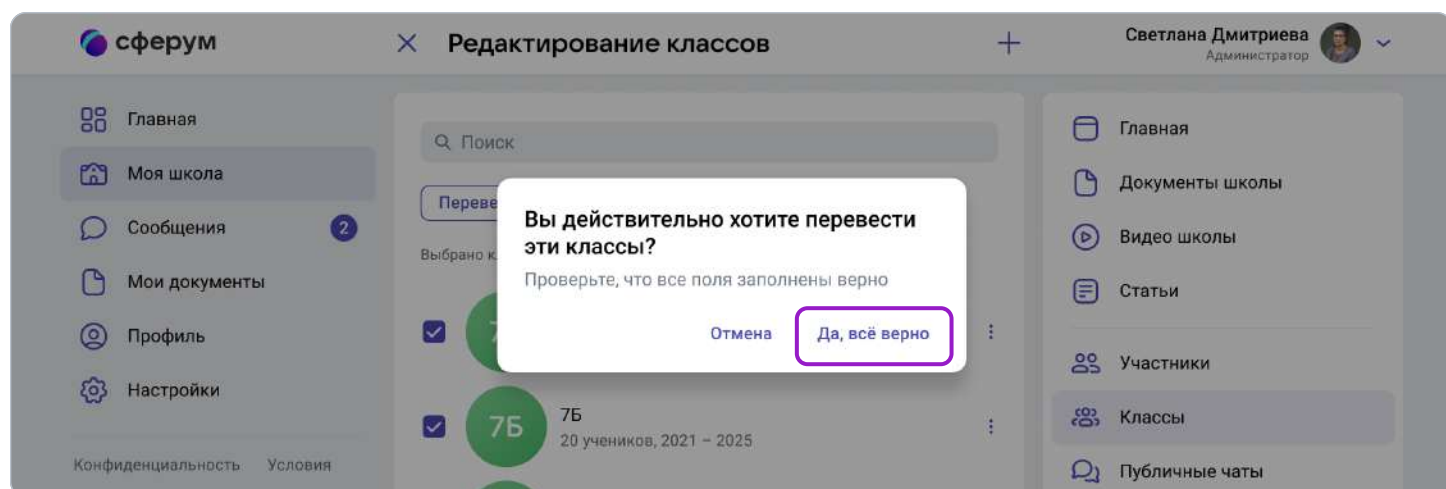 сферум
Редактирование классов
Светлана Дмитриева
Администратор
Главная
Моя школа
Сообщения
2
Мои документы
Профиль
Настройки
Конфиденциальность Условия
Поиск
Вы действительно хотите перевести
эти классы?
Проверьте, что все поля заполнены верно
Отмена Да, всё верно
7Б
7Б
20 учеников, 2021 – 2025
Главная
Документы школы
Видео школы
Статьи
Участники
Классы
Публичные чаты